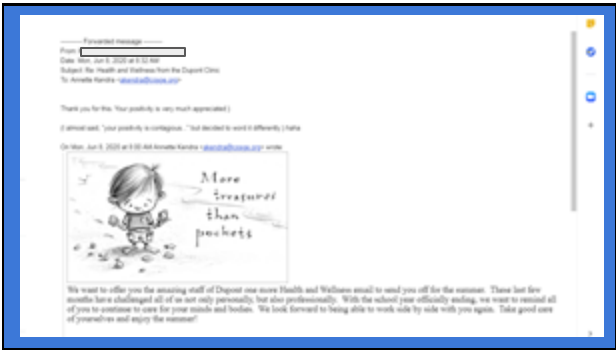 ---------- Forwarded message ----------
From:
Date: Mon, Jun 8, 2020 at 9:32 AM
Subject: Re: Health and Wellness from the Dupont Clinic
To: Annette Kendra
Thank you for this. Your positivity is very much appreciated:)
(I almost said, "your positivity is contagious..." but decided to word it differently:) haha
On Mon, Jun 8, 2020 at 9:00 AM Annette Kendra wrote:
More
treasures
than
pockets
We want to offer you the amazing staff of Dupont one more Health and Wellness email to send you off for the summer. These last few
months have challenged all of us not only personally, but also professionally. With the school year officially ending, we want to remind all
of you to continue to care for your minds and bodies. We look forward to being able to work side by side with you again. Take good care
of yourselves and enjoy the summer!